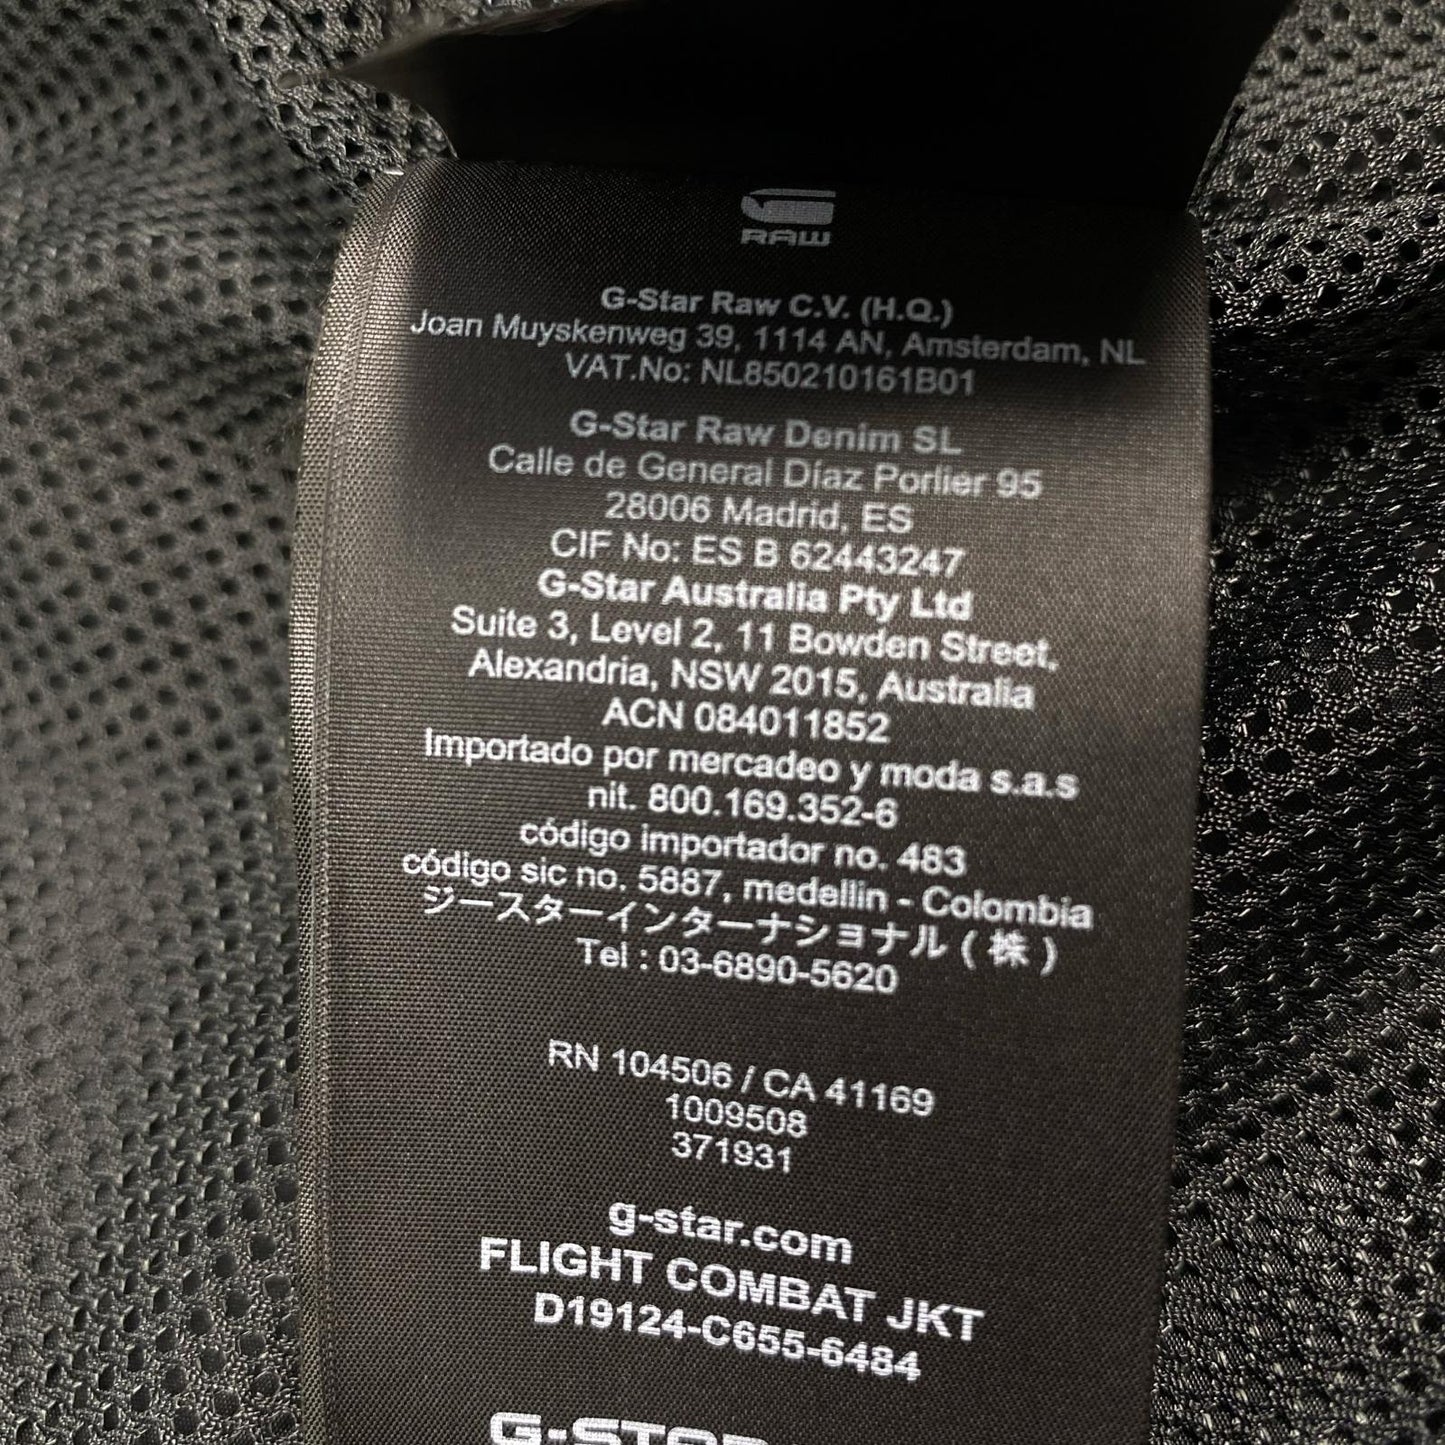 RAW
G-Star Raw C.V. (H.Q.)
Joan Muyskenweg 39, 1114 AN, Amsterdam, NL
VAT.No: NL850210161B01
G-Star Raw Denim SL
Calle de General Díaz Porlier 95
28006 Madrid, ES
CIF No: ES B 62443247
G-Star Australia Pty Ltd
Suite 3, Level 2, 11 Bowden Street,
Alexandria, NSW 2015, Australia
ACN 084011852
Importado por mercadeo y moda s.a.s
nit. 800.169.352-6
código importador no. 483
código sic no. 5887, medellin - Colombia
ジースターインターナショナル ( 株 )
Tel : 03-6890-5620
RN 104506 / CA 41169
1009508
371931
g-star.com
FLIGHT COMBAT JKT
D19124-C655-6484
G-STAR